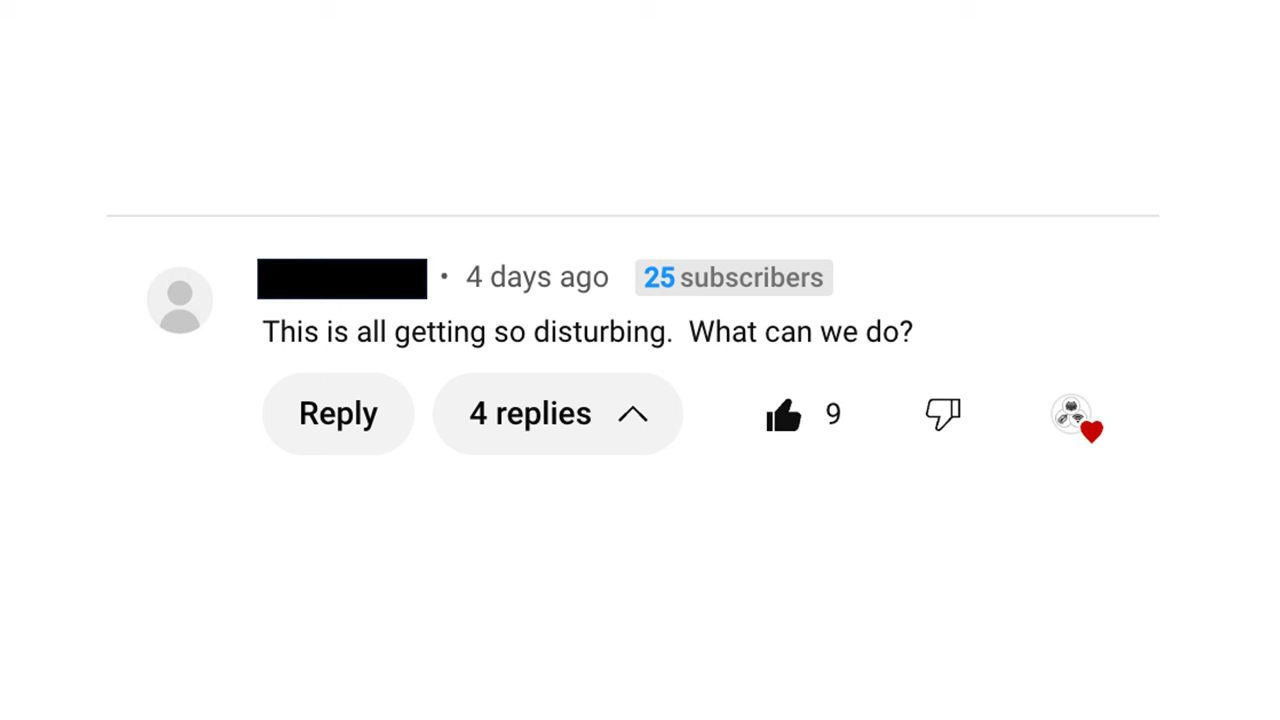 • 4 days ago 25 subscribers
This is all getting so disturbing.  What can we do?
Reply 4 replies 9